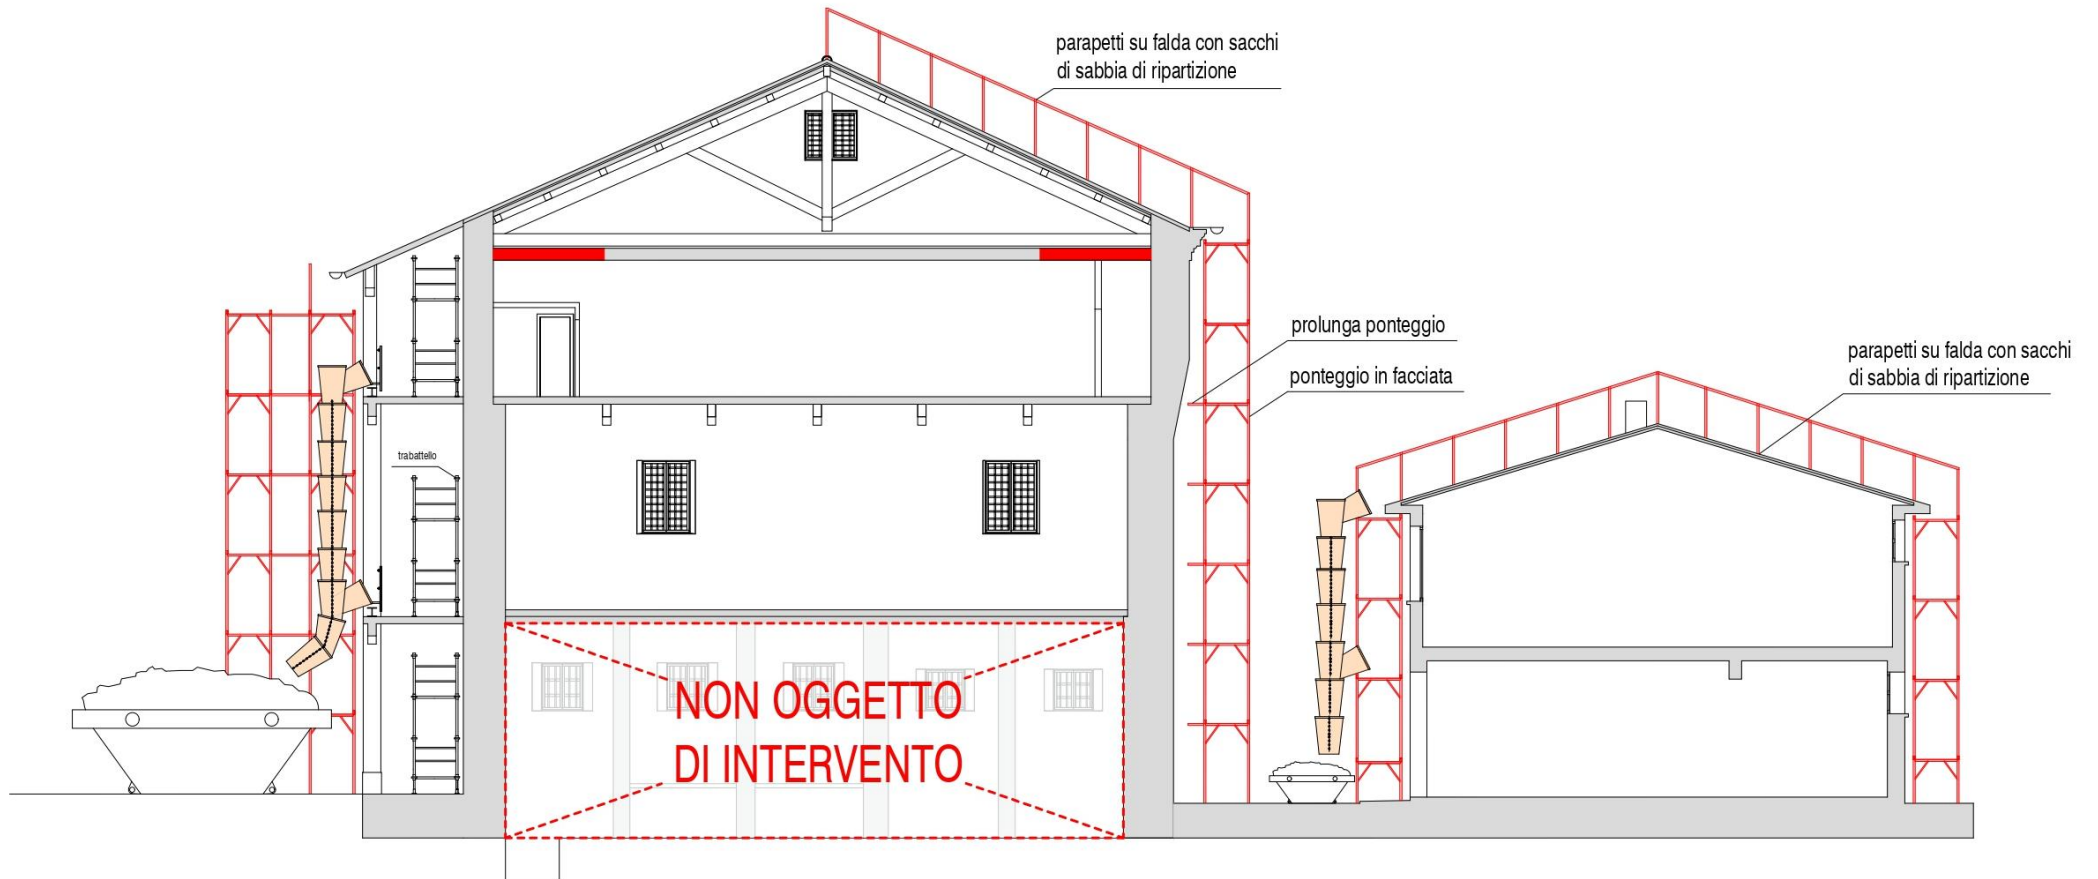 parapetti su falda con sacchi
di sabbia di ripartizione
prolunga ponteggio
ponteggio in facciata
parapetti su falda con sacchi
di sabbia di ripartizione
trabattello
NON OGGETTO
DI INTERVENTO